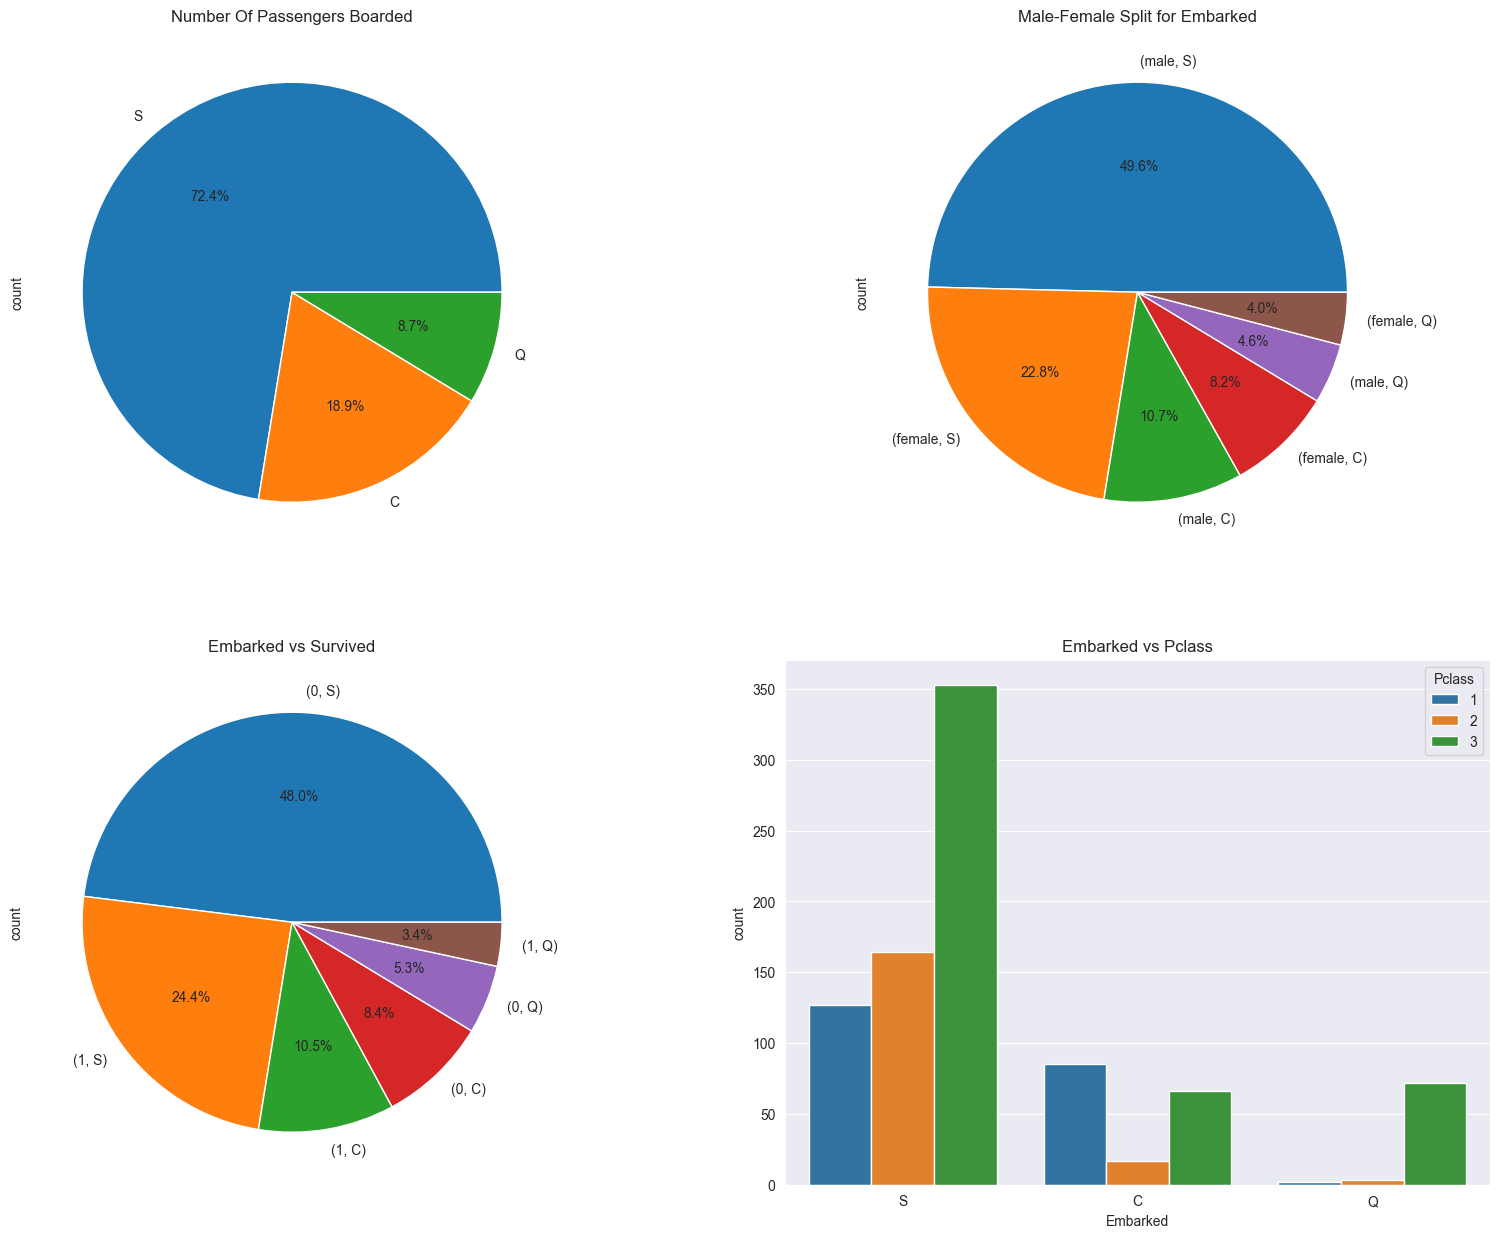 Number Of Passengers Boarded
S
72.4%
count
8.7%
Q
18.9%
C
Male-Female Split for Embarked
(male, S)
49.6%
count
4.0%
(female, Q)
4.6%
(male, Q)
22.8%
8.2%
10.7%
(female, S)
(female, C)
(male, C)
Embarked vs Survived
(0, S)
48.0%
count
3.4%
(1, Q)
5.3%
(0, Q)
24.4%
8.4%
10.5%
(1, S)
(0, C)
(1, C)
Embarked vs Pclass
Pclass
1
2
3
350
300
250
200
150
100
50
0
count
S
C
Q
Embarked